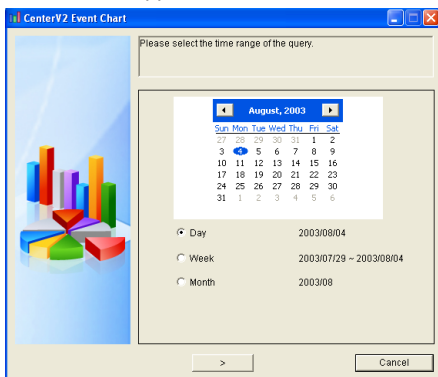 CenterV2 Event Chart
Please select the time range of the query.
August, 2003
Sun Mon Tue Wed Thu Fri Sat
27 28 29 30 31 1 2
3 4 5 6 7 8 9
10 11 12 13 14 15 16
17 18 19 20 21 22 23
24 25 26 27 28 29 30
31 1 2 3 4 5 6
Day 2003/08/04
Week 2003/07/29 ~ 2003/08/04
Month 2003/08
> Cancel